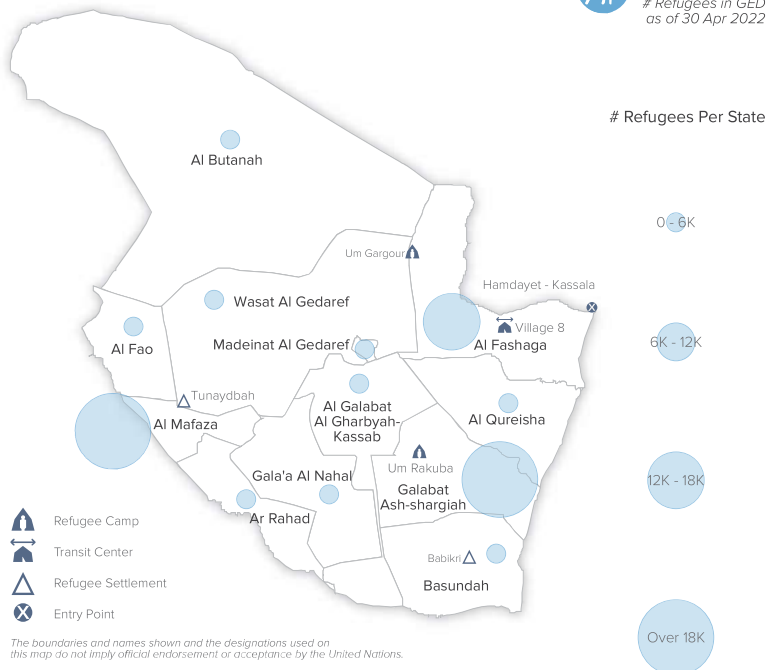 # Refugees in GED
as of 30 Apr 2022
# Refugees Per State
0 - 6K
6K - 12K
12K - 18K
Over 18K
Al Butanah
Um Gargour
Hamdayet - Kassala
Wasat Al Gedaref
Village 8
Al Fao
Madeinat Al Gedaref
Al Fashaga
Tunaydbah
Al Mafaza
Al Galabat
Al Gharbyah-
Kassab
Al Qureisha
Um Rakuba
Gala'a Al Nahal
Galabat
Ash-shargiah
Ar Rahad
Babikri
Basundah
Refugee Camp
Transit Center
Refugee Settlement
Entry Point
The boundaries and names shown and the designations used on
this map do not imply official endorsement or acceptance by the United Nations.